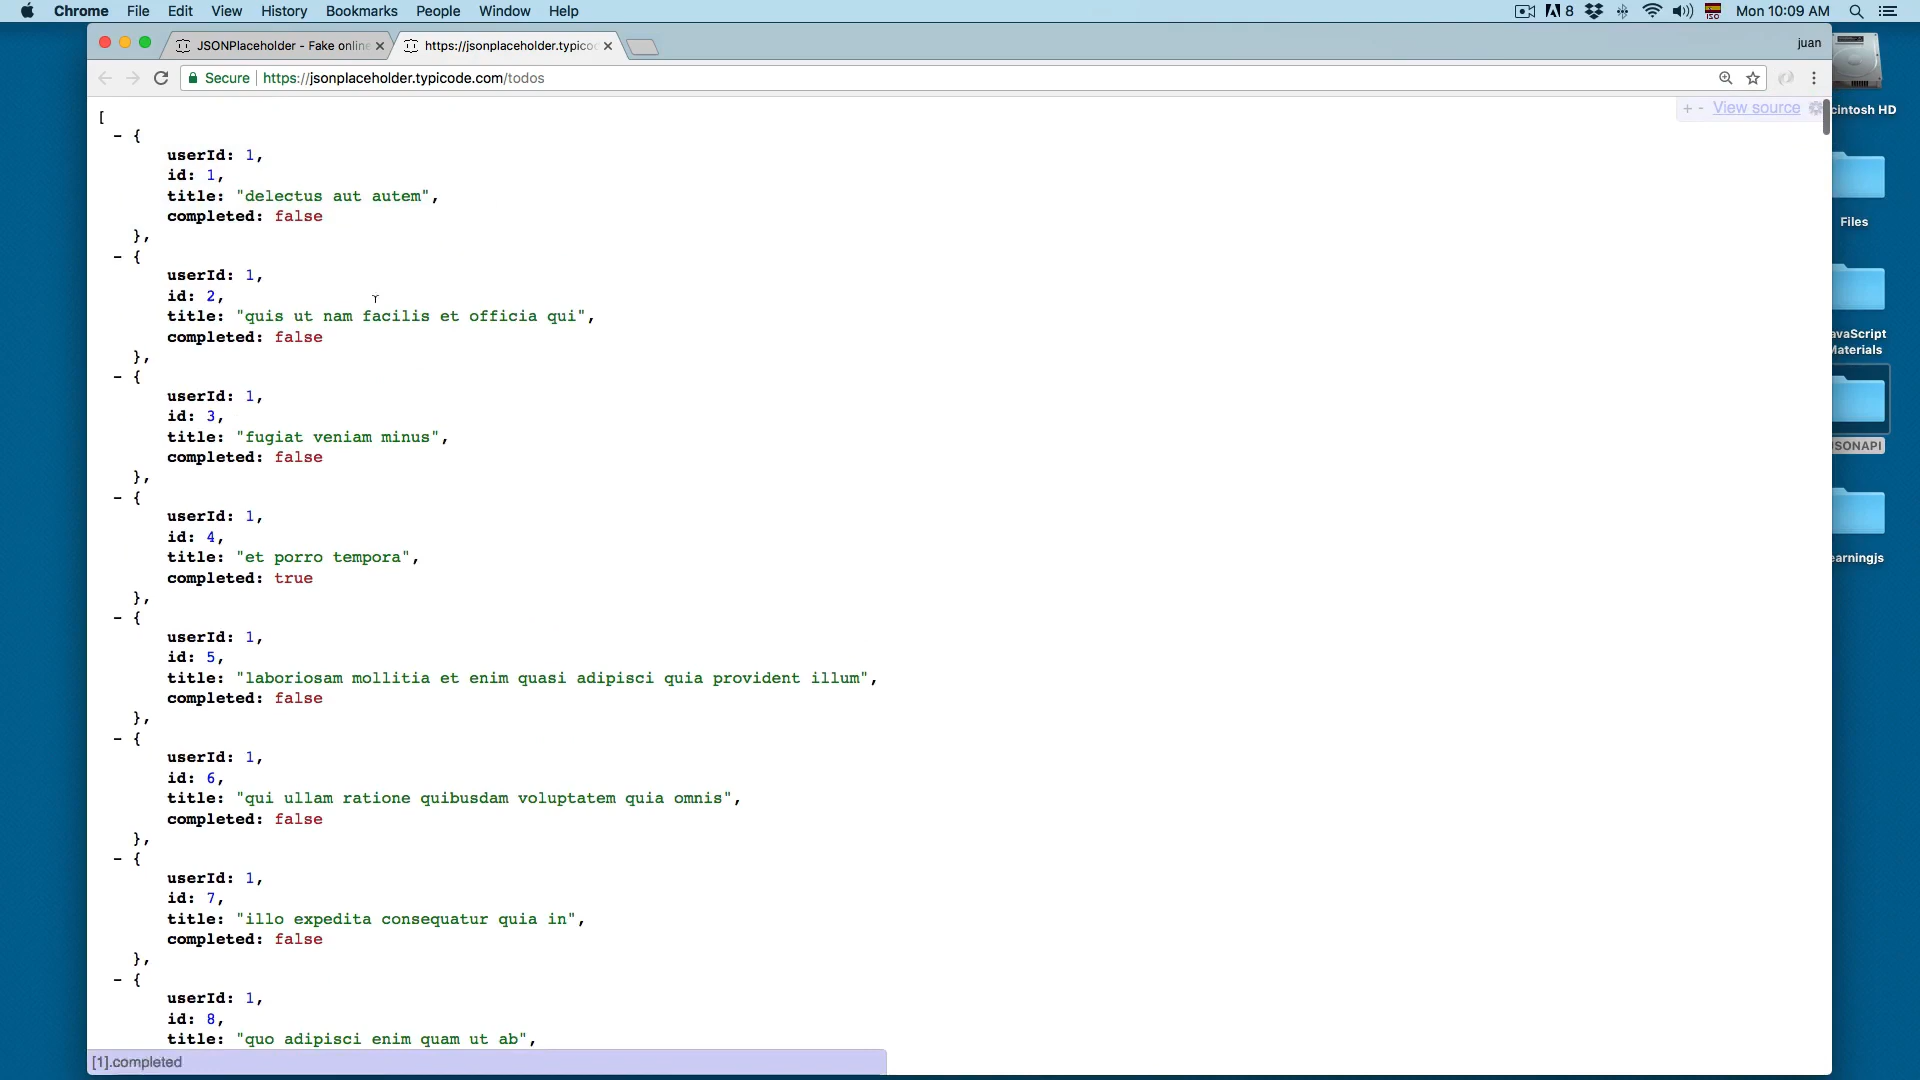 Chrome File Edit View History Bookmarks People Window Help 8 ISO Mon 10:09 AM
JSONPlaceholder - Fake online https://jsonplaceholder.typico juan
Secure https://jsonplaceholder.typicode.com/todos
+ - View source
cintosh HD
Files
avaScript
Materials
SONAPI
earningjs
[
- {
userId: 1,
id: 1,
title: "delectus aut autem",
completed: false
},
- {
userId: 1,
id: 2,
title: "quis ut nam facilis et officia qui",
completed: false
},
- {
userId: 1,
id: 3,
title: "fugiat veniam minus",
completed: false
},
- {
userId: 1,
id: 4,
title: "et porro tempora",
completed: true
},
- {
userId: 1,
id: 5,
title: "laboriosam mollitia et enim quasi adipisci quia provident illum",
completed: false
},
- {
userId: 1,
id: 6,
title: "qui ullam ratione quibusdam voluptatem quia omnis",
completed: false
},
- {
userId: 1,
id: 7,
title: "illo expedita consequatur quia in",
completed: false
},
- {
userId: 1,
id: 8,
title: "quo adipisci enim quam ut ab",
[1].completed